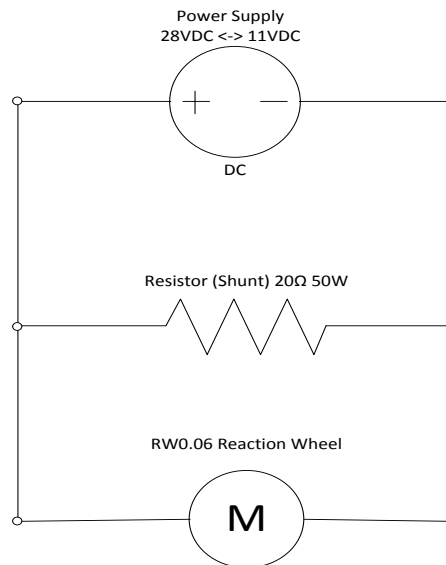 Power Supply
28VDC <-> 11VDC
+ —
DC
Resistor (Shunt) 20Ω 50W
RW0.06 Reaction Wheel
M